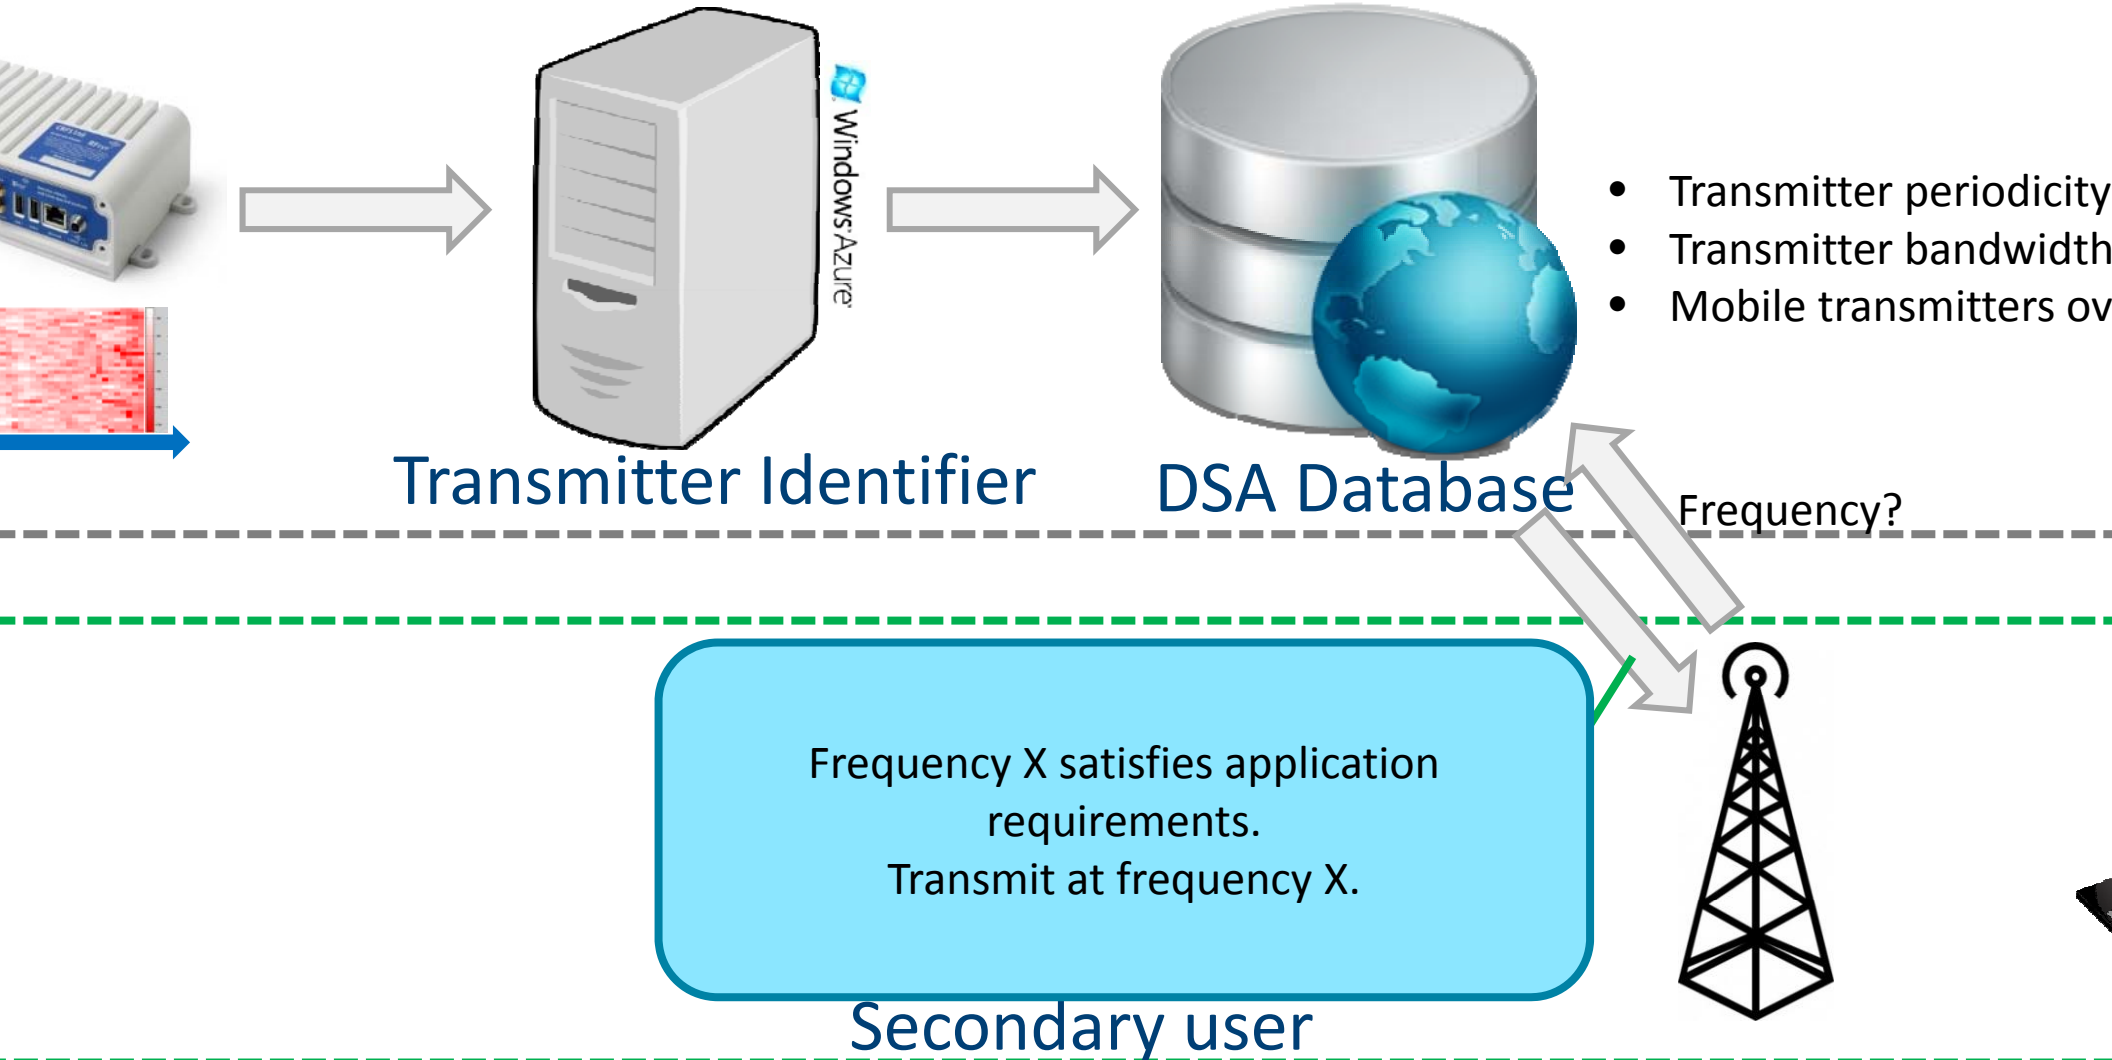 Windows Azure
• Transmitter periodicity
• Transmitter bandwidth
• Mobile transmitters ov
Transmitter Identifier
DSA Database
Frequency?
Frequency X satisfies application
requirements.
Transmit at frequency X.
Secondary user